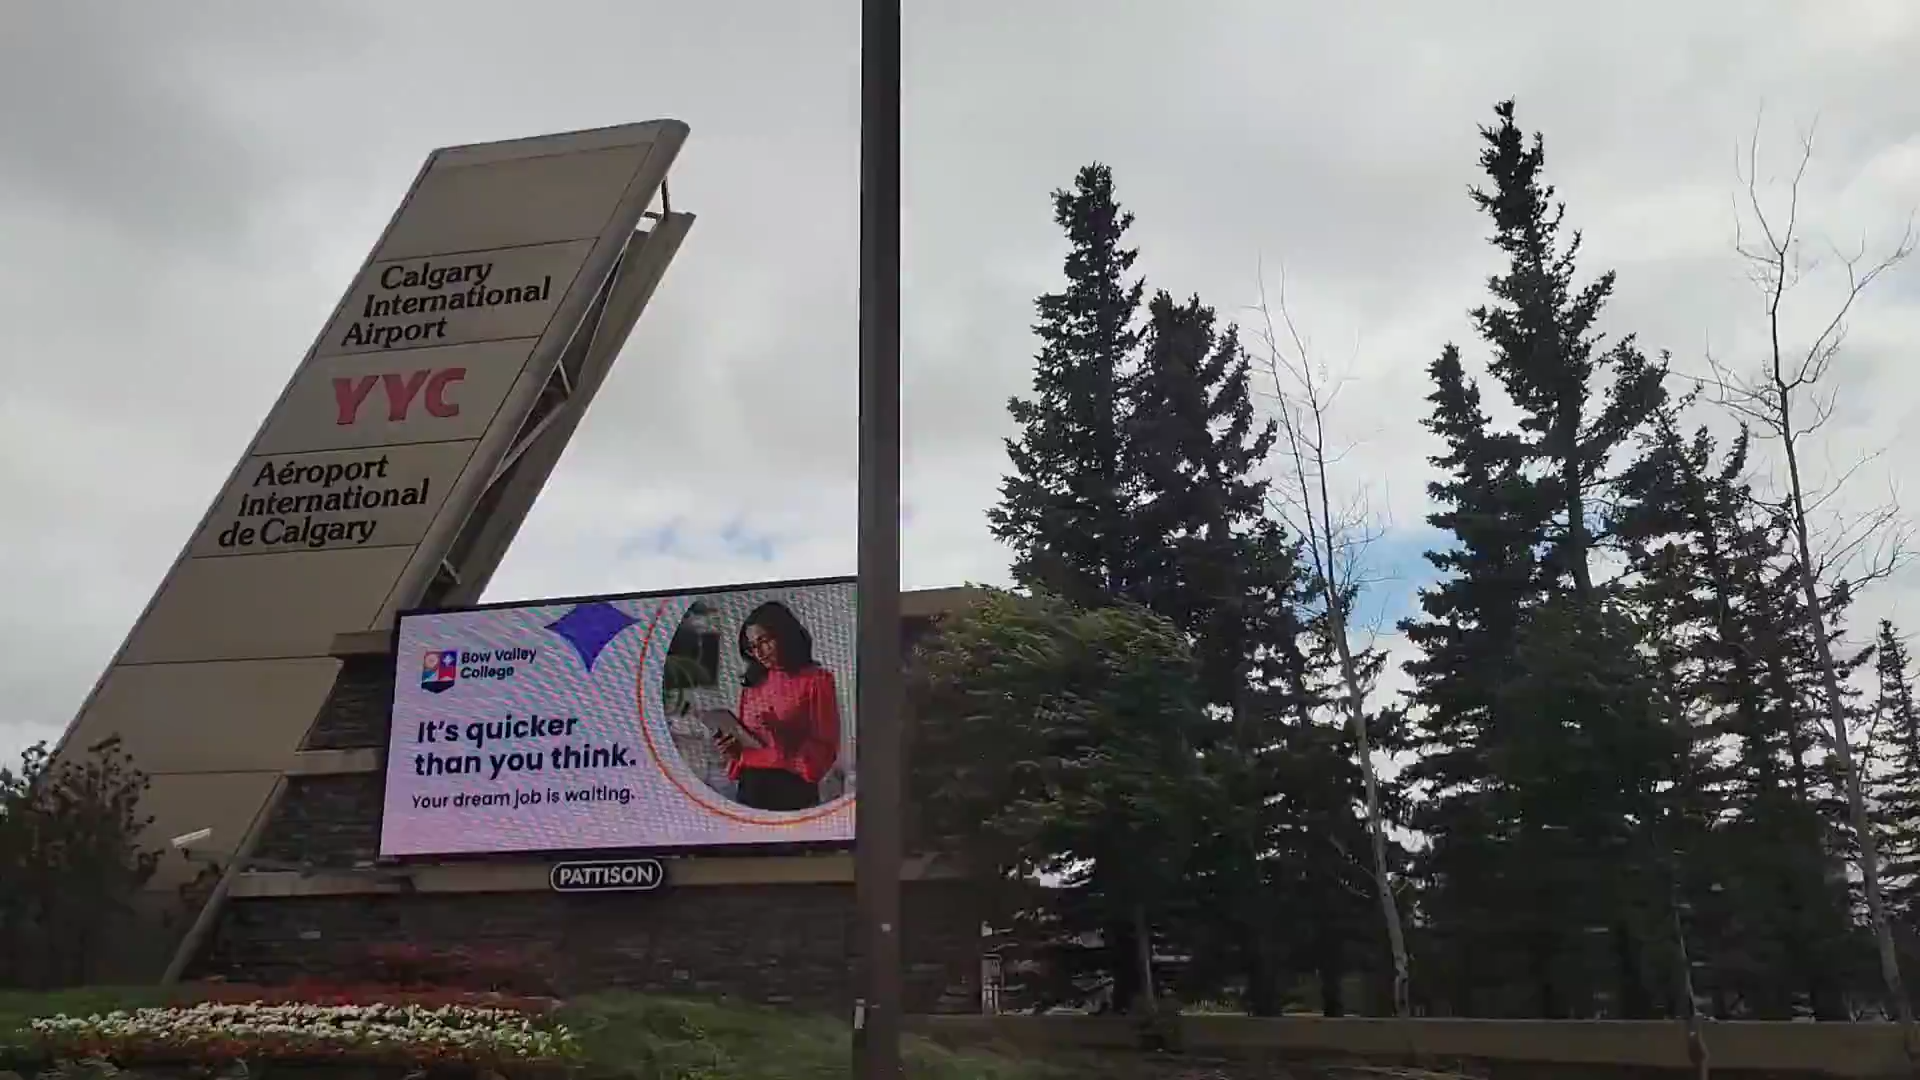 Calgary
International
Airport
YYC
Aéroport
international
de Calgary
Bow Valley
College
It's quicker
than you think.
Your dream job is waiting.
PATTISON